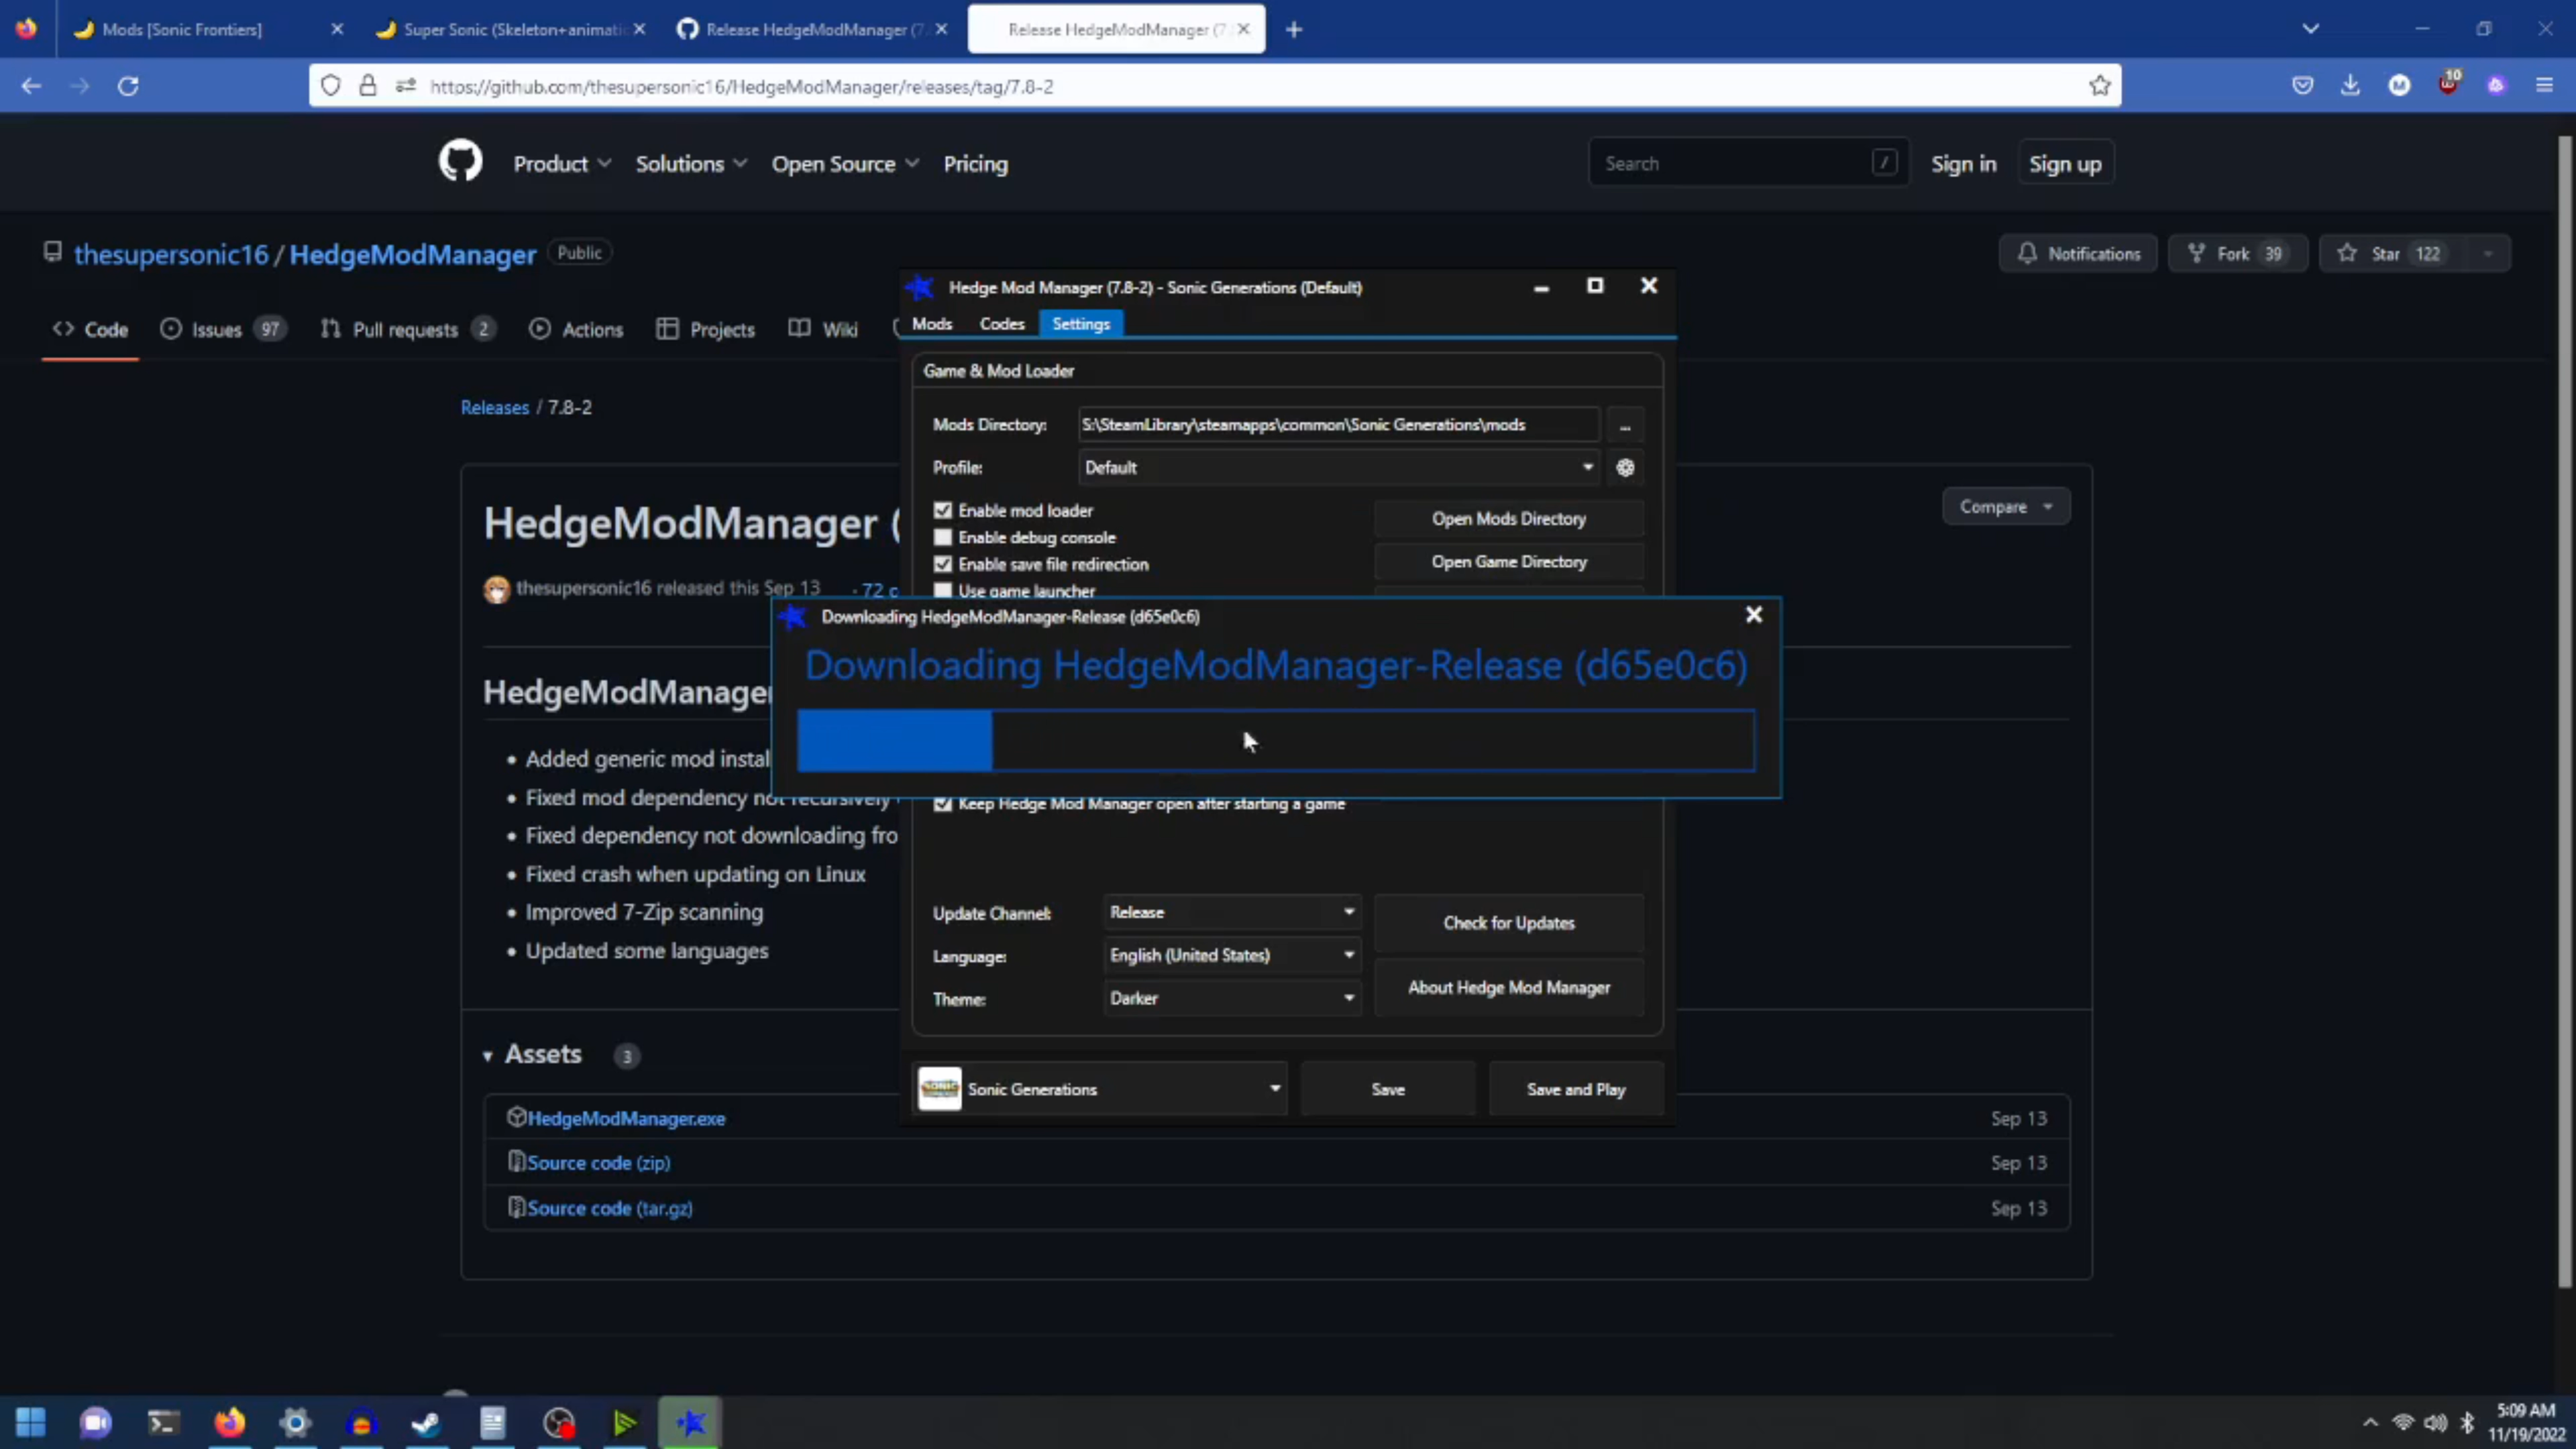 Mods [Sonic Frontiers]
Super Sonic (Skeleton+animati
Release HedgeModManager (7.
Release HedgeModManager (7
https://github.com/thesupersonic16/HedgeModManager/releases/tag/7.8-2
10
Product
Solutions
Open Source
Pricing
Search
/
Sign in
Sign up
thesupersonic16 / HedgeModManager
Public
Notifications
Fork 39
Star 122
Code
Issues 97
Pull requests 2
Actions
Projects
Wiki
Releases / 7.8-2
HedgeModManager (
Compare
thesupersonic16 released this Sep 13
· 72 c
HedgeModManager
Added generic mod instal
Fixed mod dependency not recursively
Fixed dependency not downloading fro
Fixed crash when updating on Linux
Improved 7-Zip scanning
Updated some languages
Assets 3
HedgeModManager.exe
Sep 13
Source code (zip)
Sep 13
Source code (tar.gz)
Sep 13
Hedge Mod Manager (7.8-2) - Sonic Generations (Default)
Mods
Codes
Settings
Game & Mod Loader
Mods Directory:
S:\SteamLibrary\steamapps\common\Sonic Generations\mods
...
Profile:
Default
Enable mod loader
Enable debug console
Enable save file redirection
Use game launcher
Open Mods Directory
Open Game Directory
Downloading HedgeModManager-Release (d65e0c6)
Downloading HedgeModManager-Release (d65e0c6)
Keep Hedge Mod Manager open after starting a game
Update Channel:
Release
Check for Updates
Language:
English (United States)
Theme:
Darker
About Hedge Mod Manager
Sonic Generations
Save
Save and Play
5:09 AM
11/19/2022